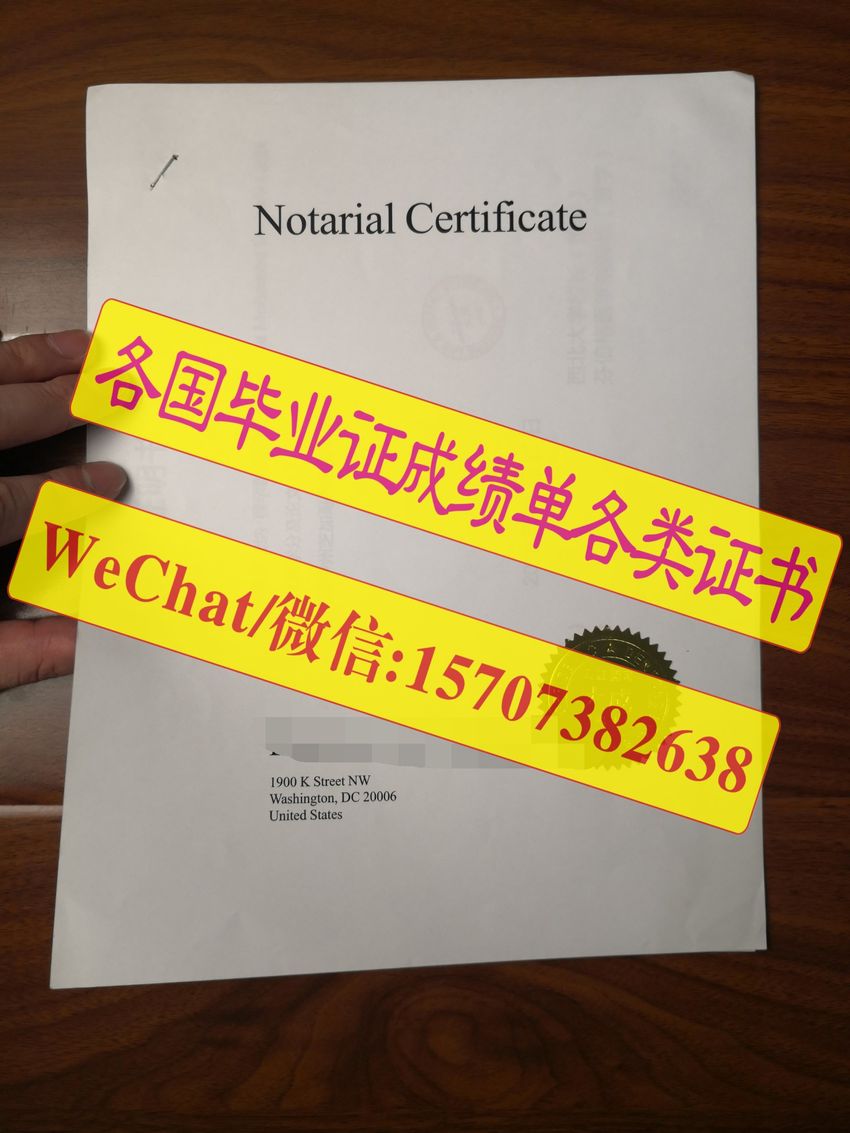 Notarial Certificate
各国毕业证成绩单各类证书
WeChat/微信:15707382638
1900 K Street NW
Washington, DC 20006
United States